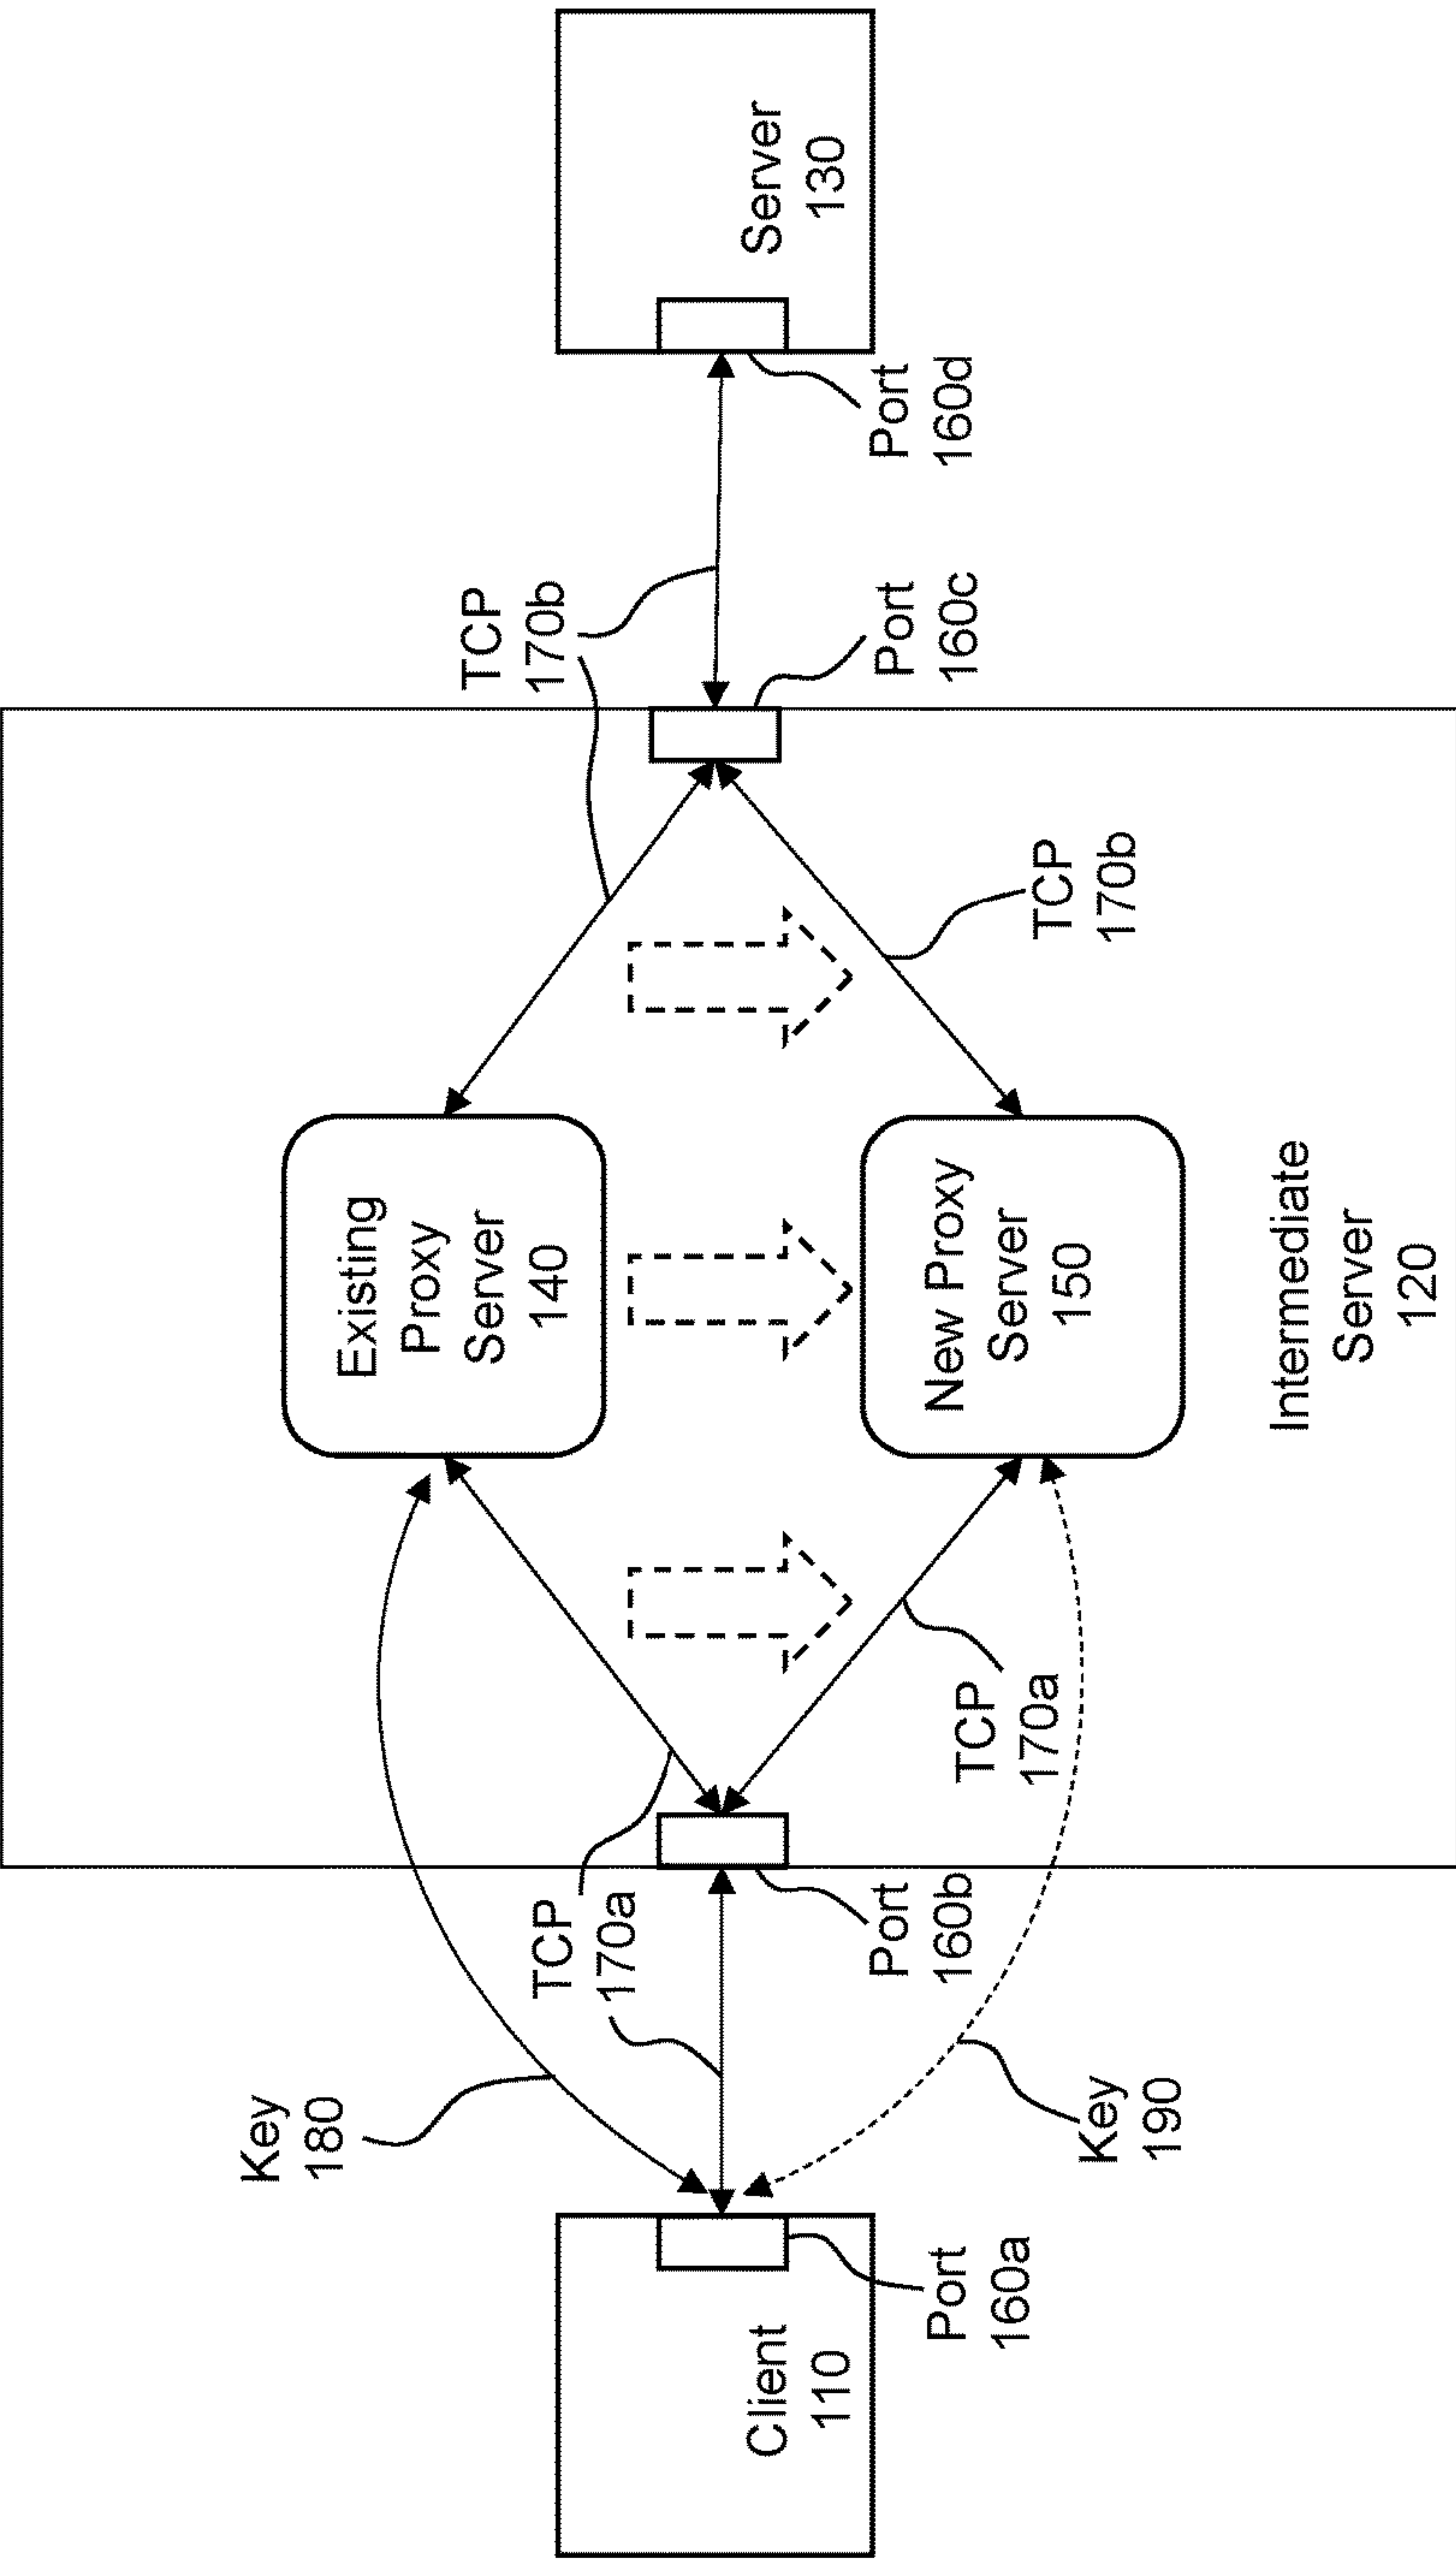 Key
180
TCP
170a
Existing
Proxy
Server
140
TCP
170b
Client
110
Port
160a
Port
160b
TCP
170a
New Proxy
Server
150
TCP
170b
Port
160c
Port
160d
Server
130
Key
190
Intermediate
Server
120